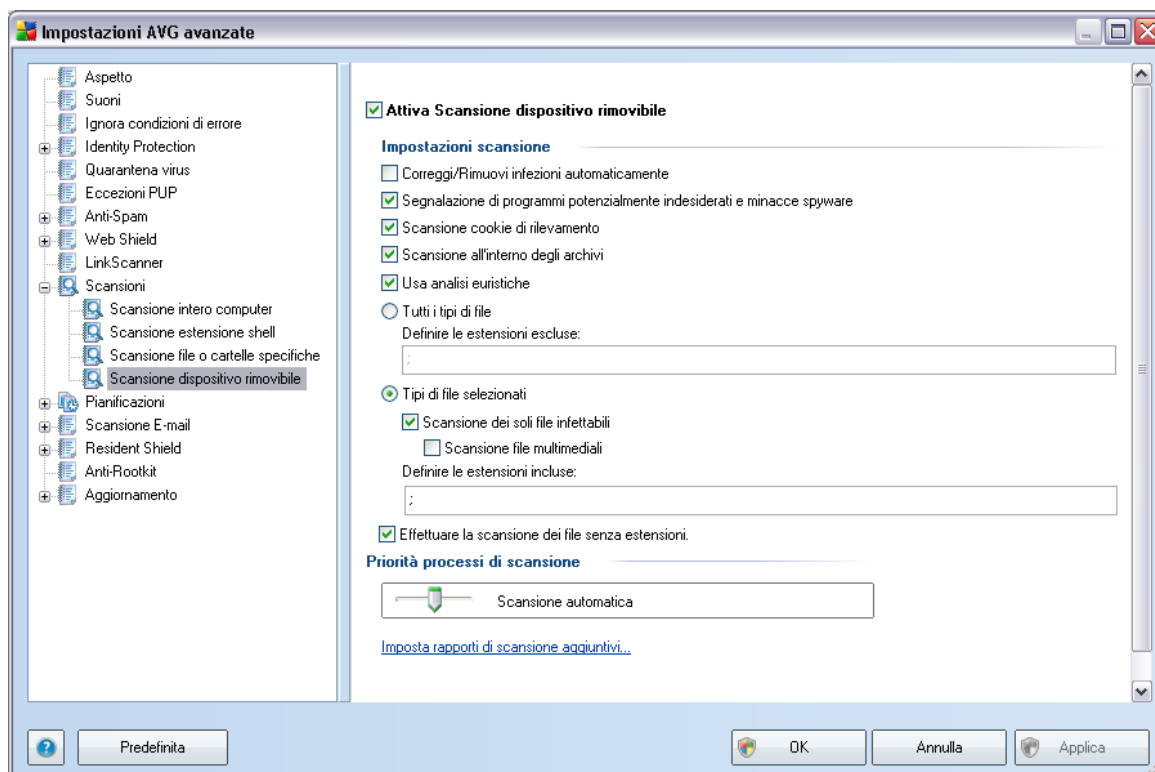 Impostazioni AVG avanzate
Aspetto
Suoni
Ignora condizioni di errore
Identity Protection
Quarantena virus
Eccezioni PUP
Anti-Spam
Web Shield
LinkScanner
Scansioni
Scansione intero computer
Scansione estensione shell
Scansione file o cartelle specifiche
Scansione dispositivo rimovibile
Pianificazioni
Scansione E-mail
Resident Shield
Anti-Rootkit
Aggiornamento
Attiva Scansione dispositivo rimovibile
Impostazioni scansione
Correggi/Rimuovi infezioni automaticamente
Segnalazione di programmi potenzialmente indesiderati e minacce spyware
Scansione cookie di rilevamento
Scansione all'interno degli archivi
Usa analisi euristiche
Tutti i tipi di file
Definire le estensioni escluse:
;
Tipi di file selezionati
Scansione dei soli file infettabili
Scansione file multimediali
Definire le estensioni incluse:
;
Effettuare la scansione dei file senza estensioni.
Priorità processi di scansione
Scansione automatica
Imposta rapporti di scansione aggiuntivi...
?
Predefinita
OK
Annulla
Applica